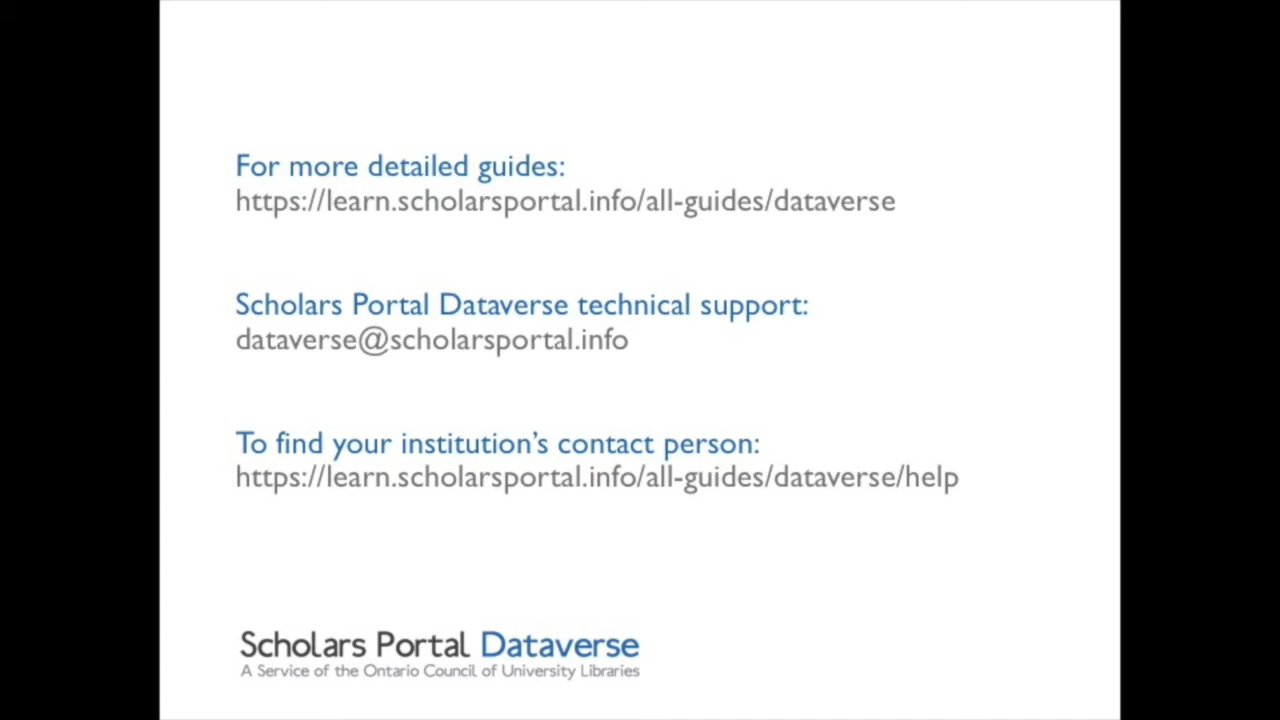 For more detailed guides:
https://learn.scholarsportal.info/all-guides/dataverse
Scholars Portal Dataverse technical support:
dataverse@scholarsportal.info
To find your institution’s contact person:
https://learn.scholarsportal.info/all-guides/dataverse/help
Scholars Portal Dataverse
A Service of the Ontario Council of University Libraries